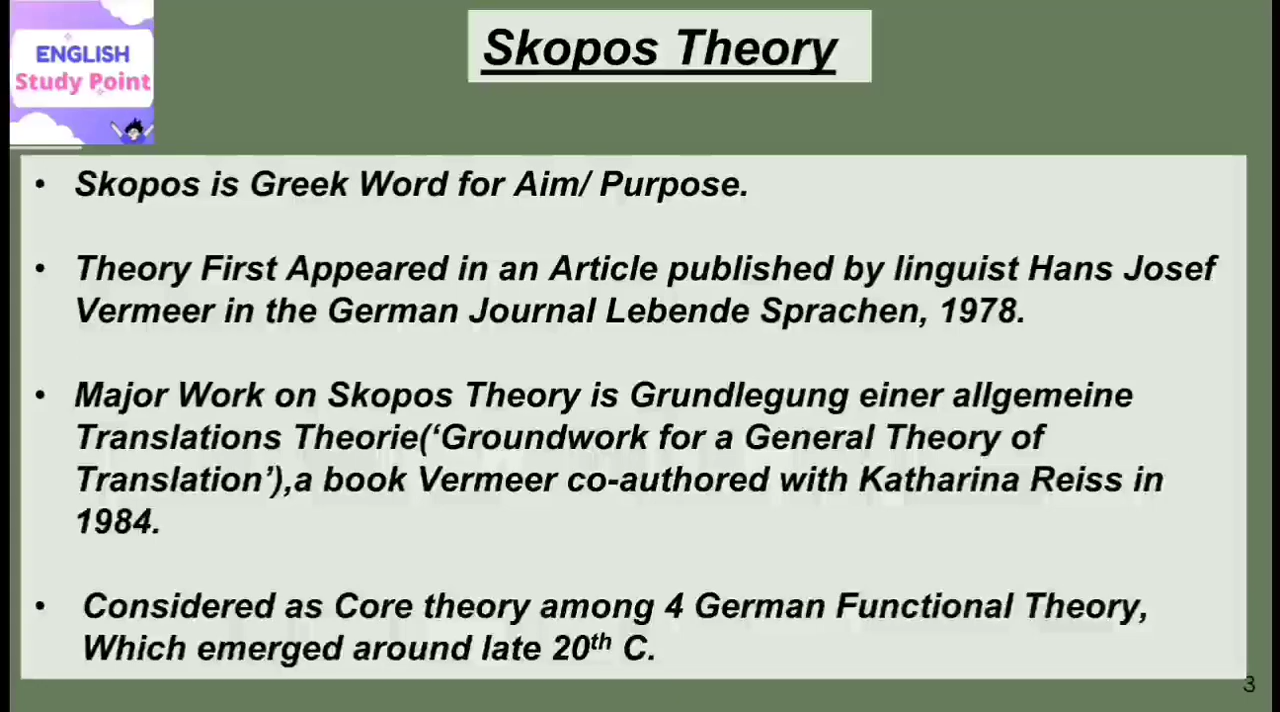 ENGLISH
Study Point
Skopos Theory
• Skopos is Greek Word for Aim/ Purpose.
• Theory First Appeared in an Article published by linguist Hans Josef
Vermeer in the German Journal Lebende Sprachen, 1978.
• Major Work on Skopos Theory is Grundlegung einer allgemeine
Translations Theorie(‘Groundwork for a General Theory of
Translation’),a book Vermeer co-authored with Katharina Reiss in
1984.
• Considered as Core theory among 4 German Functional Theory,
Which emerged around late 20th C.
3